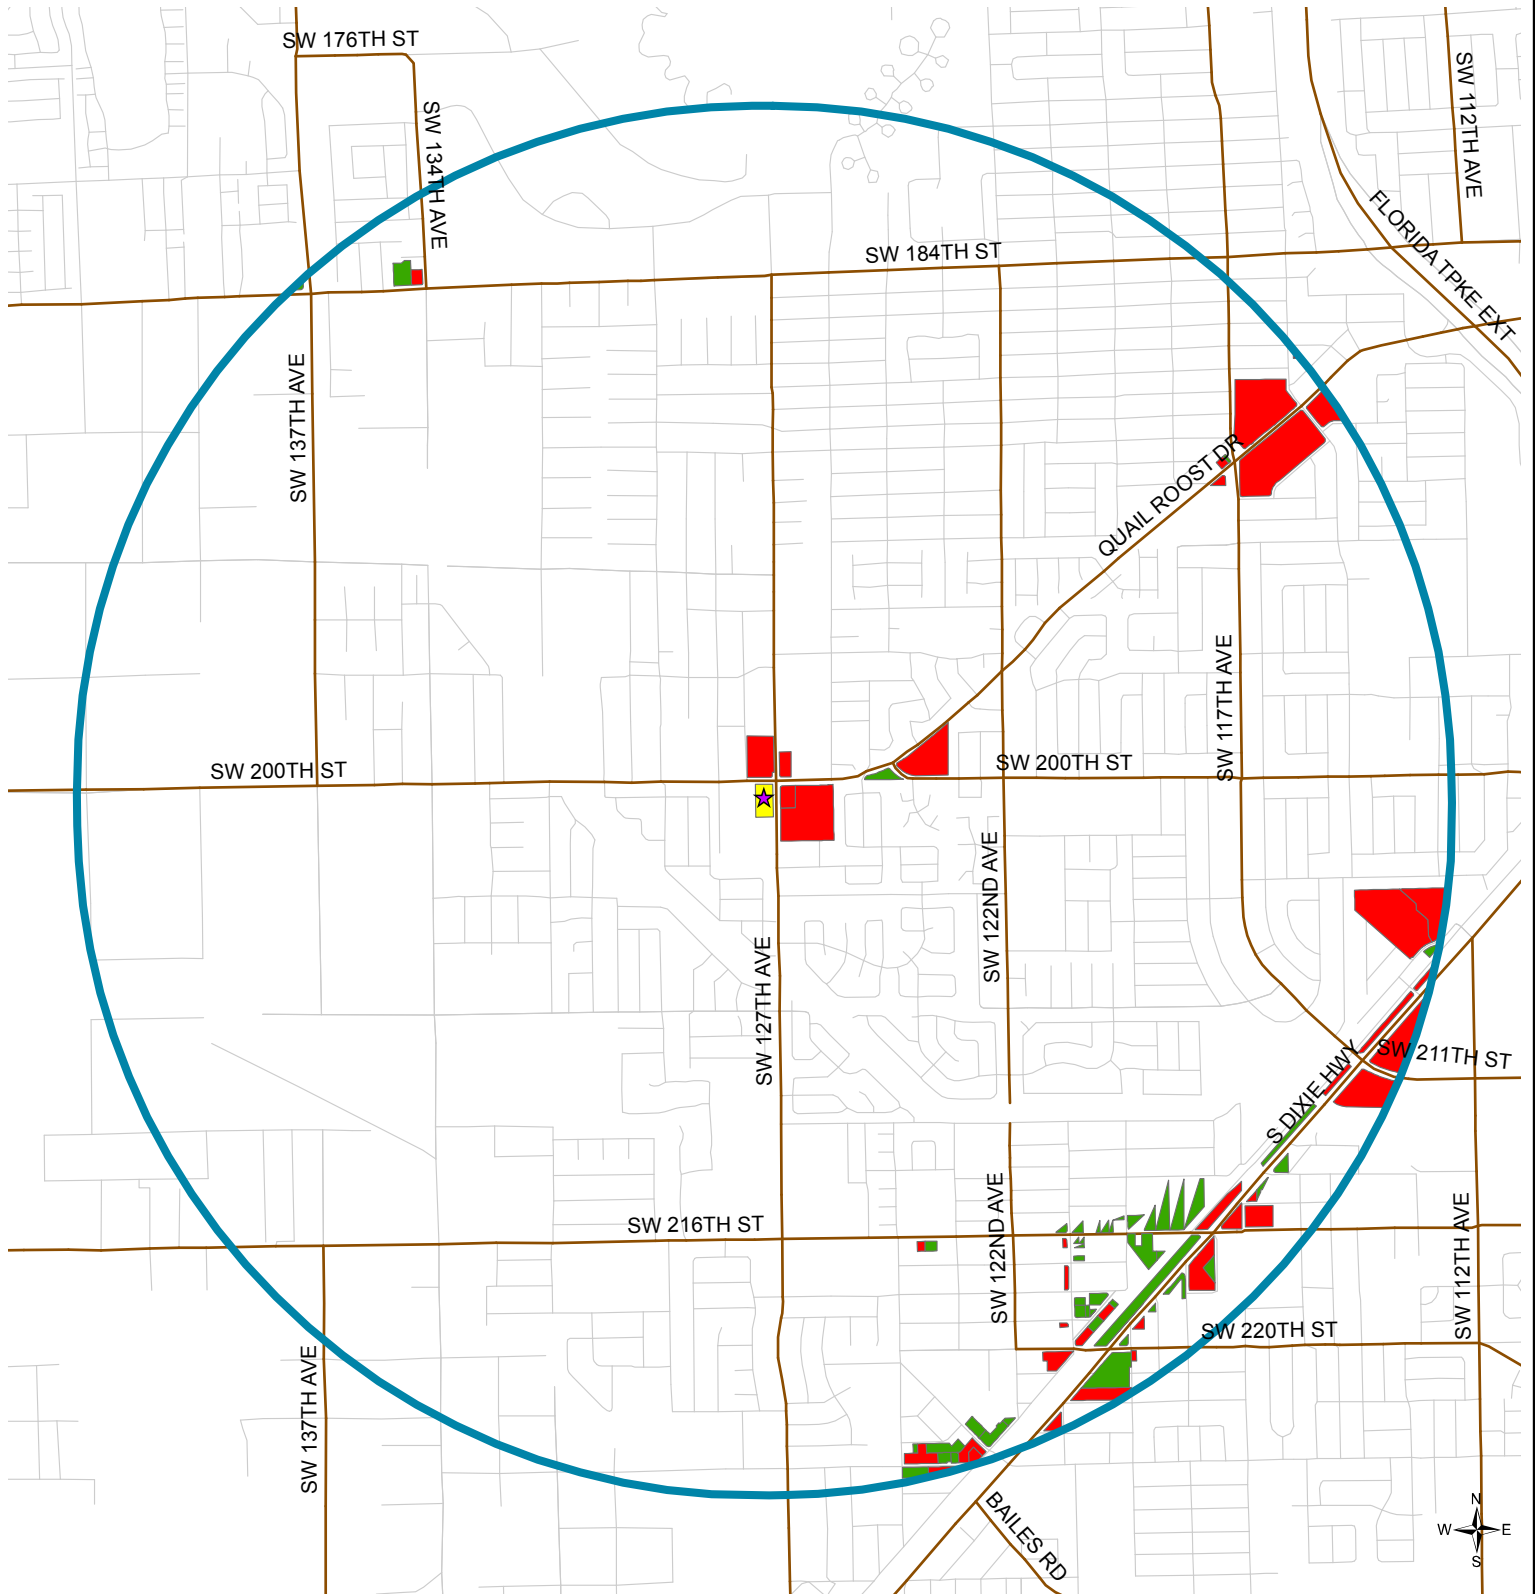 SW 176TH ST
SW 134TH AVE
SW 112TH AVE
FLORIDA TPKE EXT
SW 184TH ST
SW 137TH AVE
QUAIL ROOST DR
SW 117TH AVE
SW 200TH ST
SW 200TH ST
SW 122ND AVE
SW 127TH AVE
S DIXIE HWY
SW 211TH ST
SW 122ND AVE
SW 216TH ST
SW 112TH AVE
SW 220TH ST
SW 137TH AVE
BAILES RD
N
W E
S